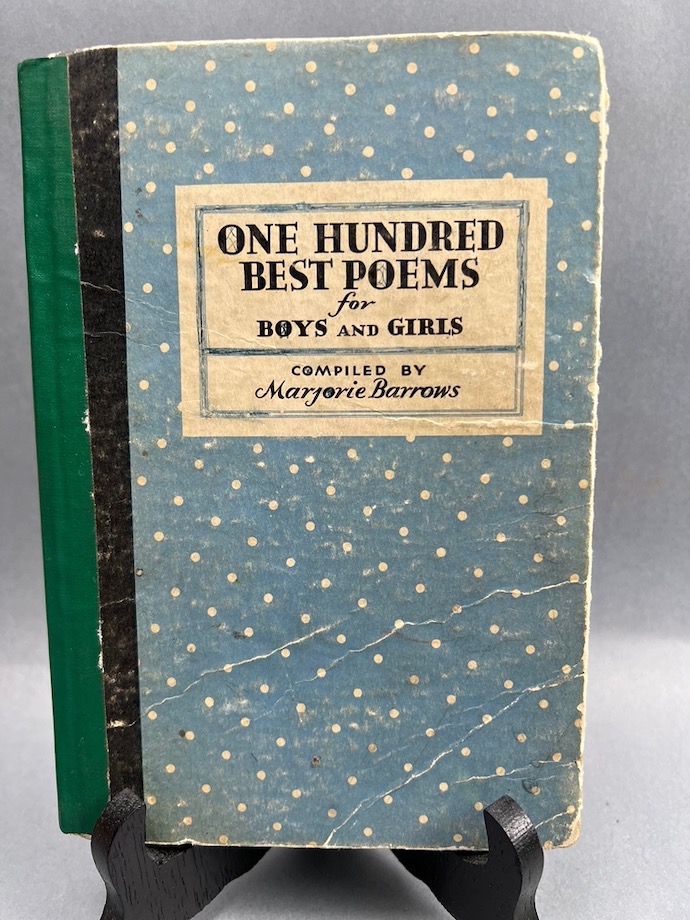 ONE HUNDRED
BEST POEMS
for
BOYS AND GIRLS
COMPILED BY
Marjorie Barrows